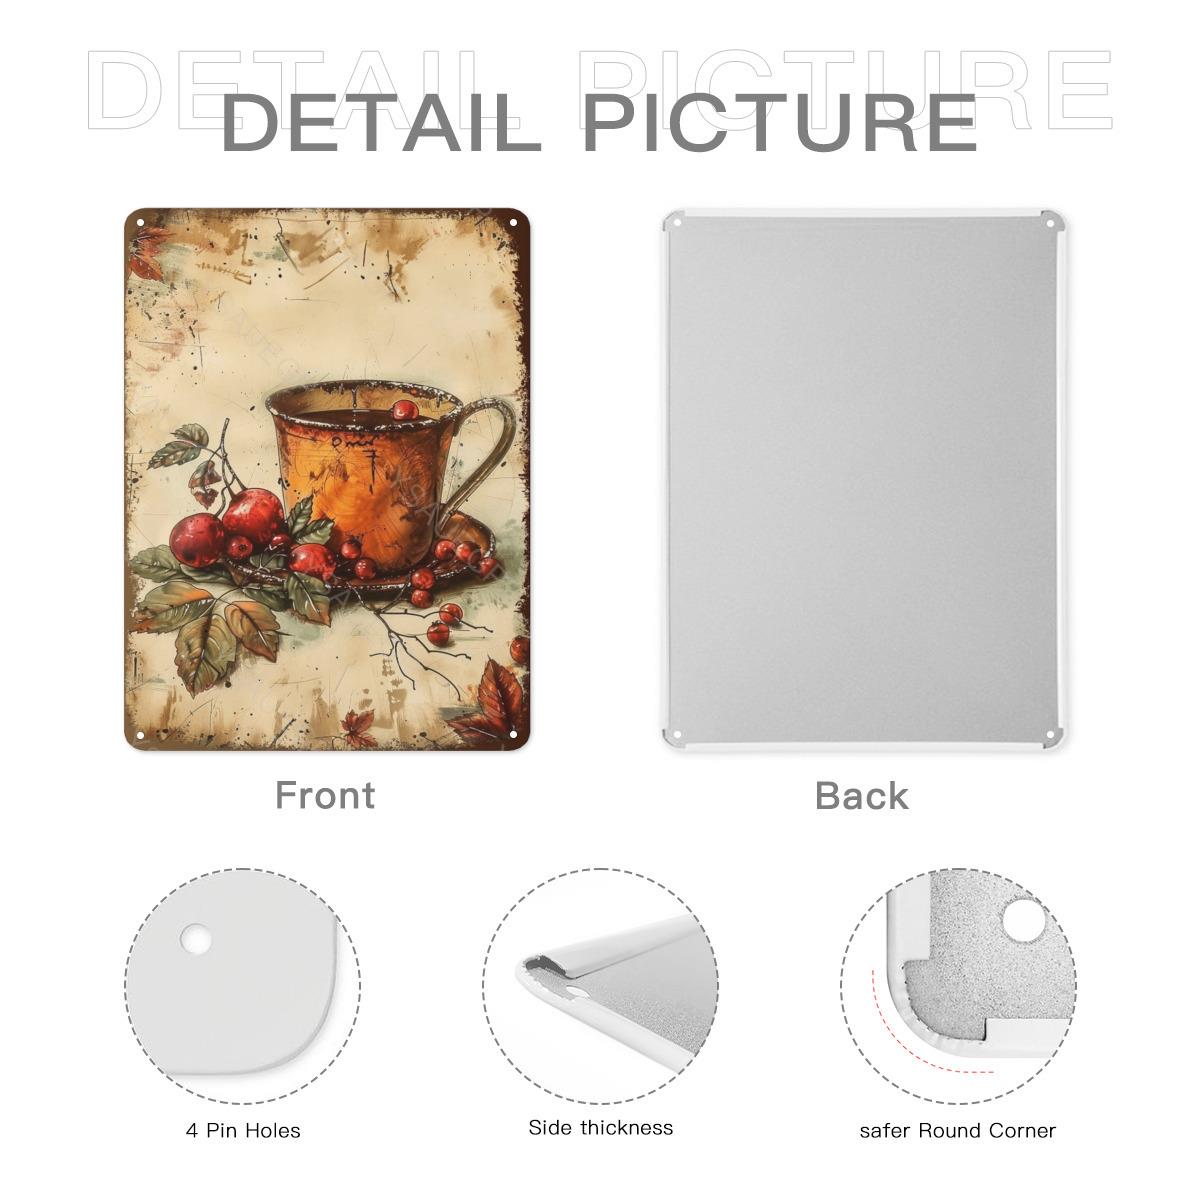 DETAIL PICTURE
DETAIL PICTURE
Front
Back
4 Pin Holes
Side thickness
safer Round Corner